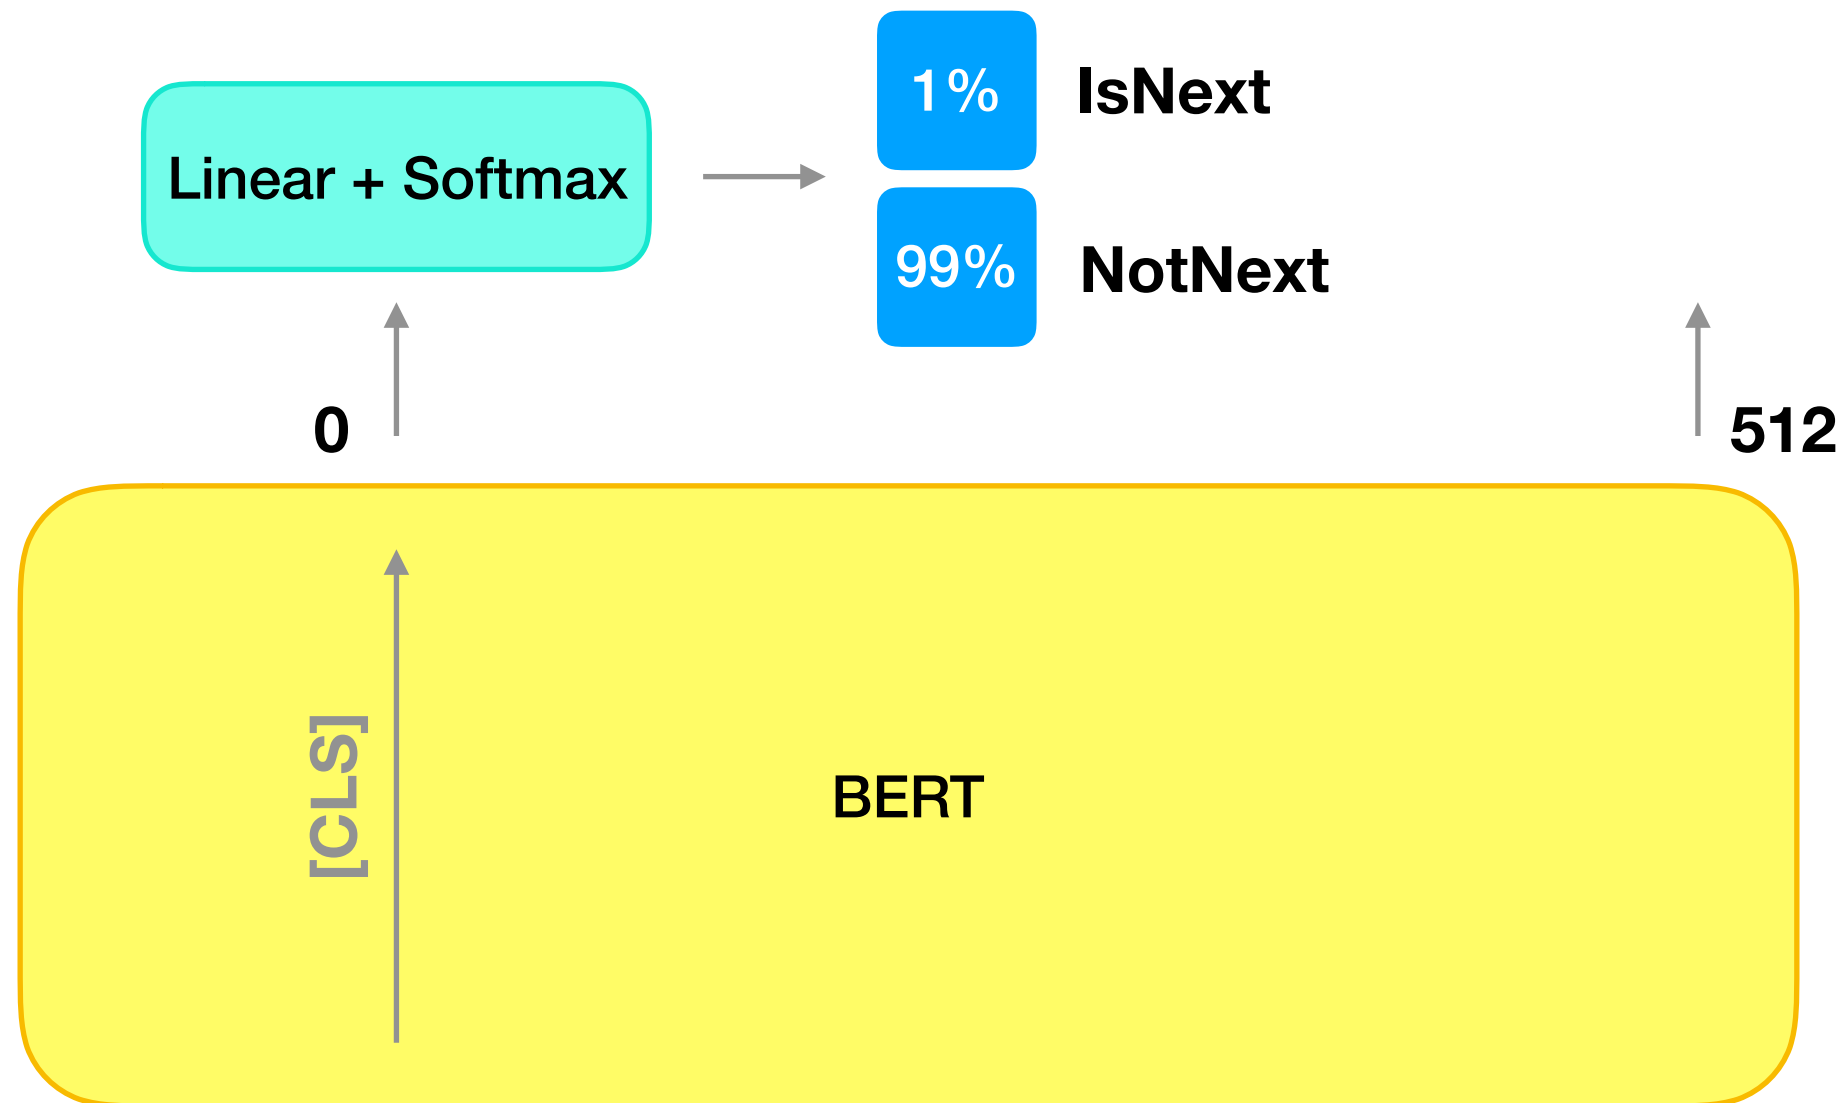 1%
IsNext
Linear + Softmax
99%
NotNext
0
512
[CLS]
BERT